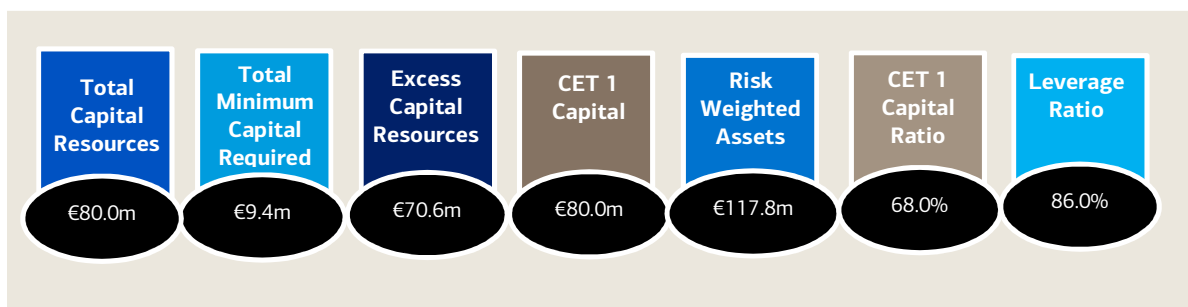 Total
Capital
Resources
€80.0m
Total
Minimum
Capital
Required
€9.4m
Excess
Capital
Resources
€70.6m
CET 1
Capital
€80.0m
Risk
Weighted
Assets
€117.8m
CET 1
Capital
Ratio
68.0%
Leverage
Ratio
86.0%